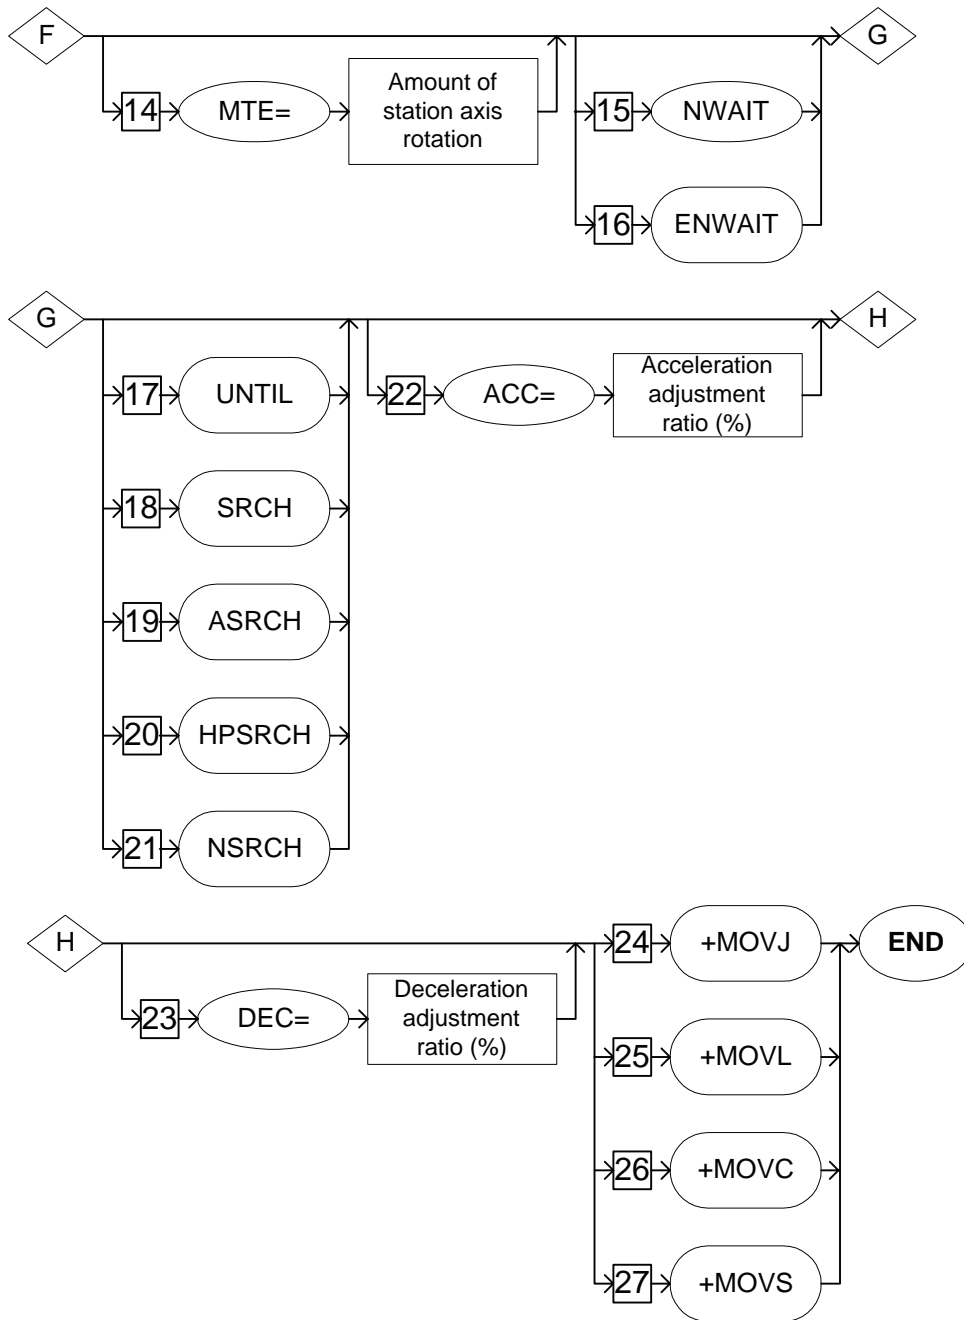 F
G
14
MTE=
Amount of
station axis
rotation
15
NWAIT
16
ENWAIT
G
H
17
UNTIL
22
ACC=
Acceleration
adjustment
ratio (%)
18
SRCH
19
ASRCH
20
HPSRCH
21
NSRCH
H
24
+MOVJ
END
23
DEC=
Deceleration
adjustment
ratio (%)
25
+MOVL
26
+MOVC
27
+MOVS